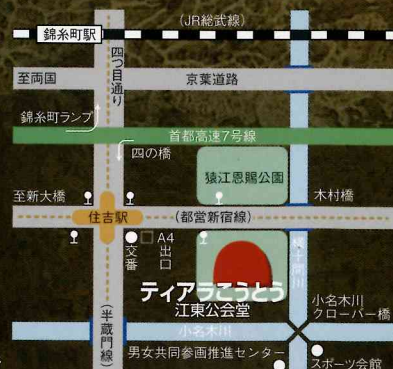 (JR総武線)
錦糸町駅
四つ目通り
至両国
京葉道路
錦糸町ランプ
首都高速7号線
四の橋
猿江恩賜公園
至新大橋
木村橋
住吉駅
(都営新宿線)
交番
A4出口
横十間川
ティアラこうとう
江東公会堂
(半蔵門線)
小名木川
クローバー橋
小名木川
男女共同参画推進センター
スポーツ会館